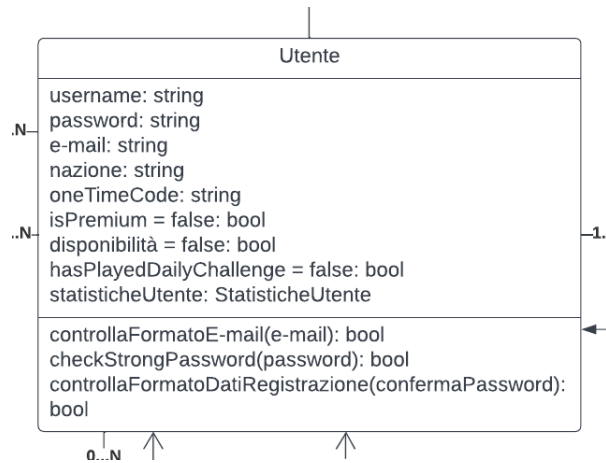 Utente
username: string
password: string
.N
e-mail: string
nazione: string
oneTimeCode: string
isPremium = false: bool
..N
1.
disponibilità = false: bool
hasPlayedDailyChallenge = false: bool
statisticheUtente: StatisticheUtente
controllaFormatoE-mail(e-mail): bool
checkStrongPassword(password): bool
controllaFormatoDatiRegistrazione(confermaPassword):
bool
0...N